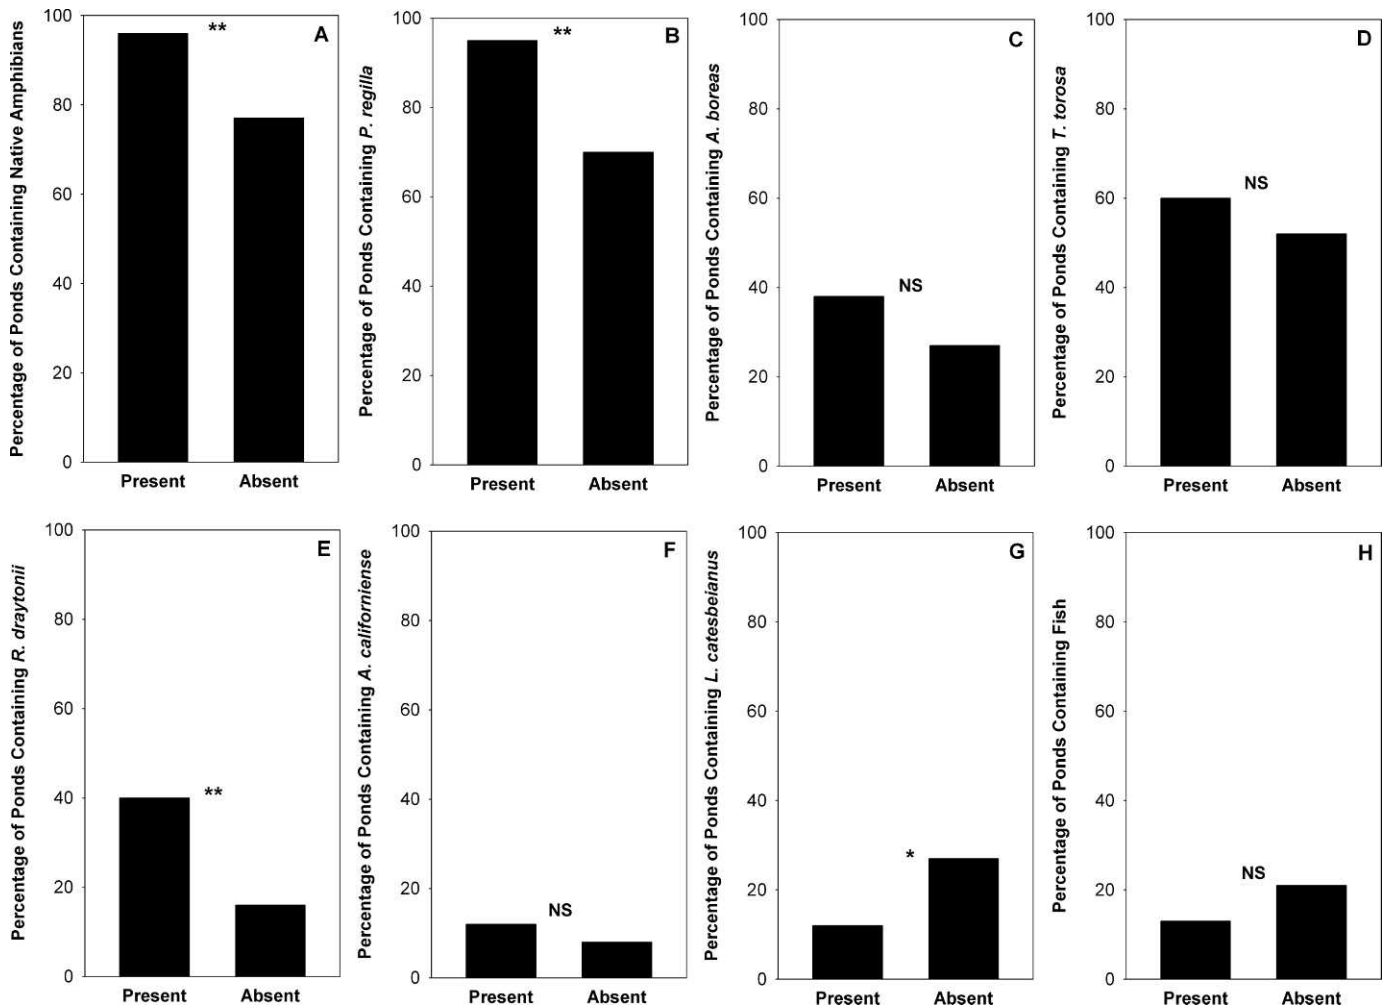 Percentage of Ponds Containing Native Amphibians
100
80
60
40
20
0
**
A
Present Absent
Percentage of Ponds Containing P. regilla
100
80
60
40
20
0
**
B
Present Absent
Percentage of Ponds Containing A. boreas
100
80
60
40
20
0
NS
C
Present Absent
Percentage of Ponds Containing T. torosa
100
80
60
40
20
0
NS
D
Present Absent
Percentage of Ponds Containing R. draytonii
100
80
60
40
20
0
**
E
Present Absent
Percentage of Ponds Containing A. californiense
100
80
60
40
20
0
NS
F
Present Absent
Percentage of Ponds Containing L. catesbeianus
100
80
60
40
20
0
*
G
Present Absent
Percentage of Ponds Containing Fish
100
80
60
40
20
0
NS
H
Present Absent